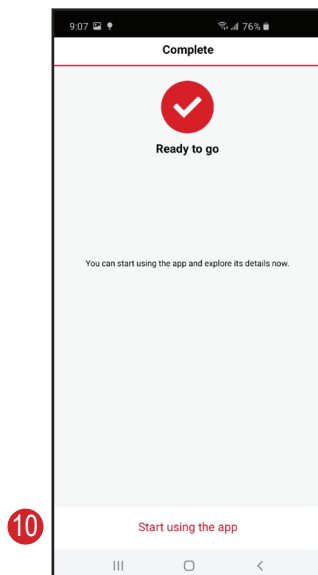 9:07
76%
Complete
Ready to go
You can start using the app and explore its details now.
10
Start using the app